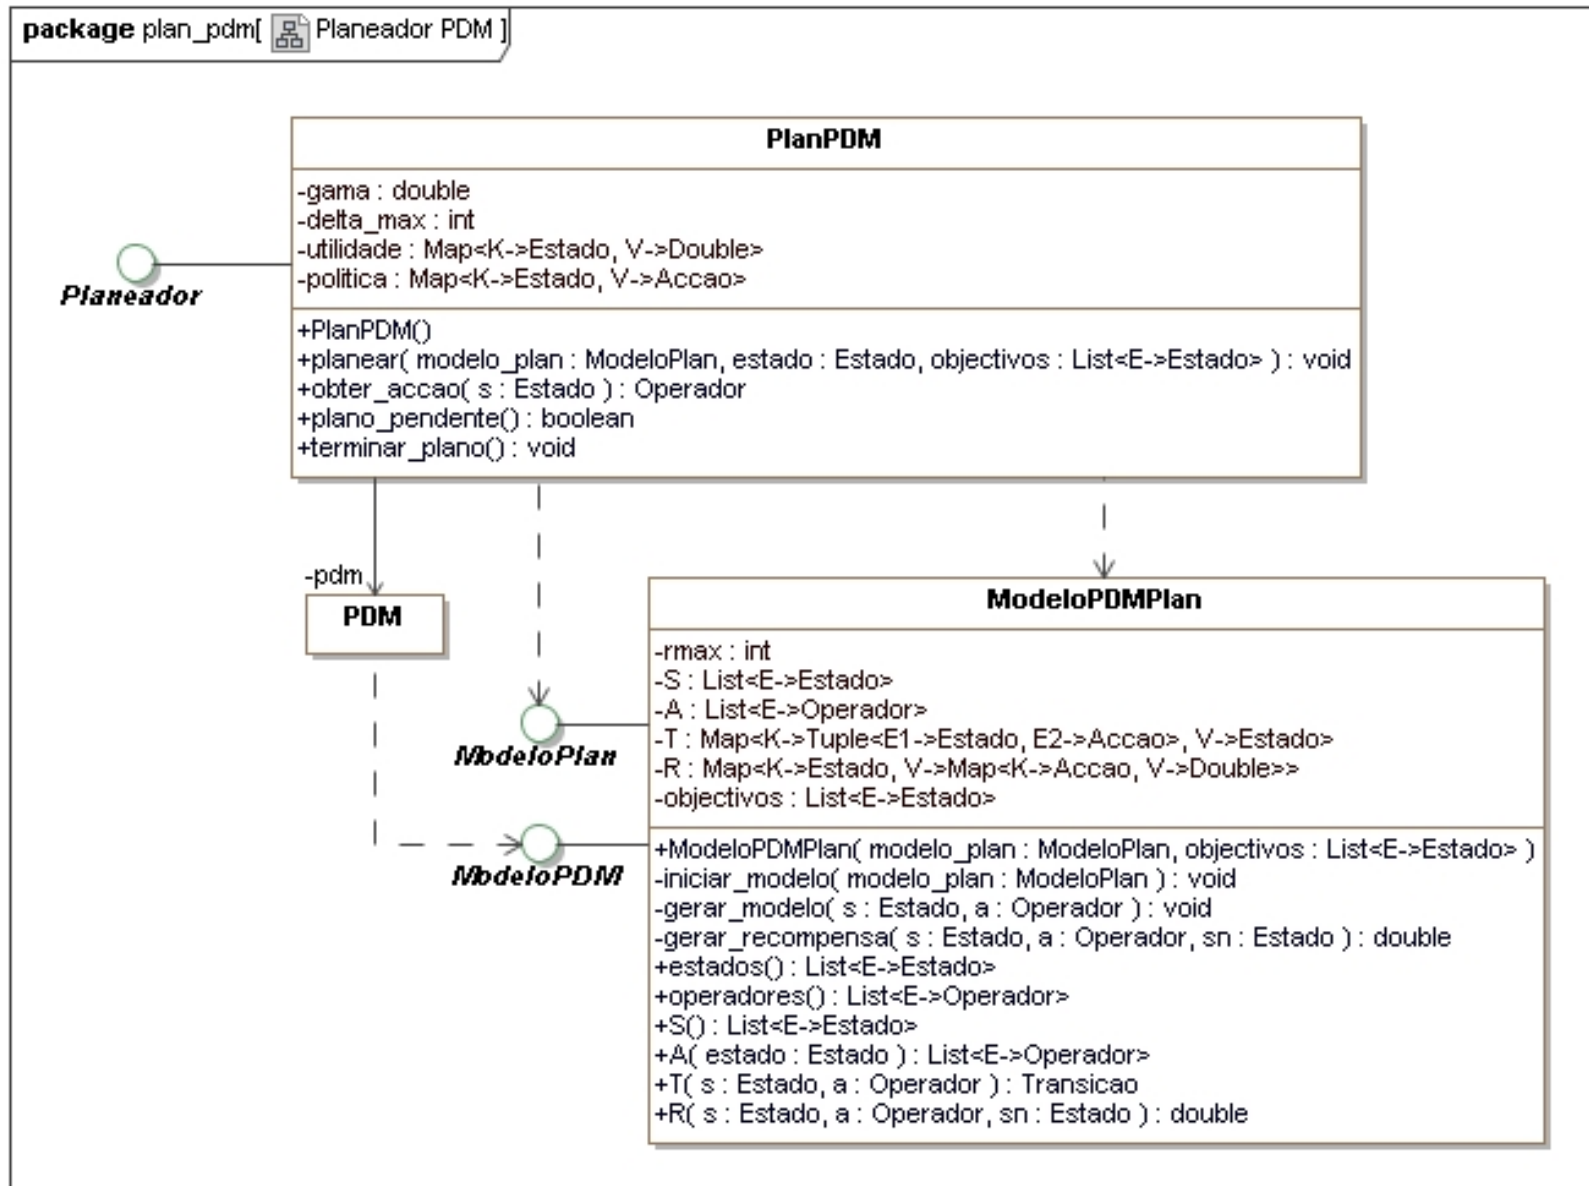 package plan_pdm[ Planeador PDM ]
PlanPDM
-gama : double
-delta_max : int
-utilidade : Map<K->Estado, V->Double>
-politica : Map<K->Estado, V->Accao>
Planeador
+PlanPDM()
+planear( modelo_plan : ModeloPlan, estado : Estado, objectivos : List<E->Estado> ) : void
+obter_accao( s : Estado ) : Operador
+plano_pendente() : boolean
+terminar_plano() : void
-pdm
PDM
ModeloPDMPlan
-rmax : int
-S : List<E->Estado>
-A : List<E->Operador>
-T : Map<K->Tuple<E1->Estado, E2->Accao>, V->Estado>
-R : Map<K->Estado, V->Map<K->Accao, V->Double>>
-objectivos : List<E->Estado>
ModeloPlan
ModeloPDM
+ModeloPDMPlan( modelo_plan : ModeloPlan, objectivos : List<E->Estado> )
-iniciar_modelo( modelo_plan : ModeloPlan ) : void
-gerar_modelo( s : Estado, a : Operador ) : void
-gerar_recompensa( s : Estado, a : Operador, sn : Estado ) : double
+estados() : List<E->Estado>
+operadores() : List<E->Operador>
+S() : List<E->Estado>
+A( estado : Estado ) : List<E->Operador>
+T( s : Estado, a : Operador ) : Transicao
+R( s : Estado, a : Operador, sn : Estado ) : double